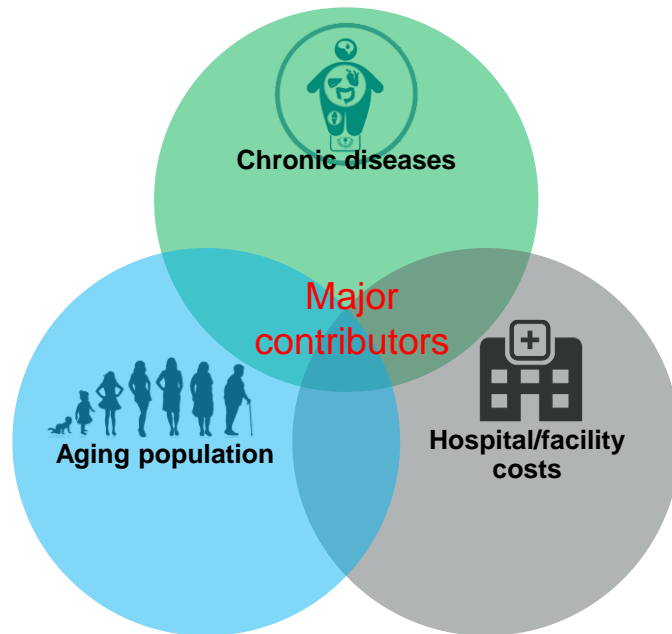 Chronic diseases
Major
contributors
Aging population
Hospital/facility
costs